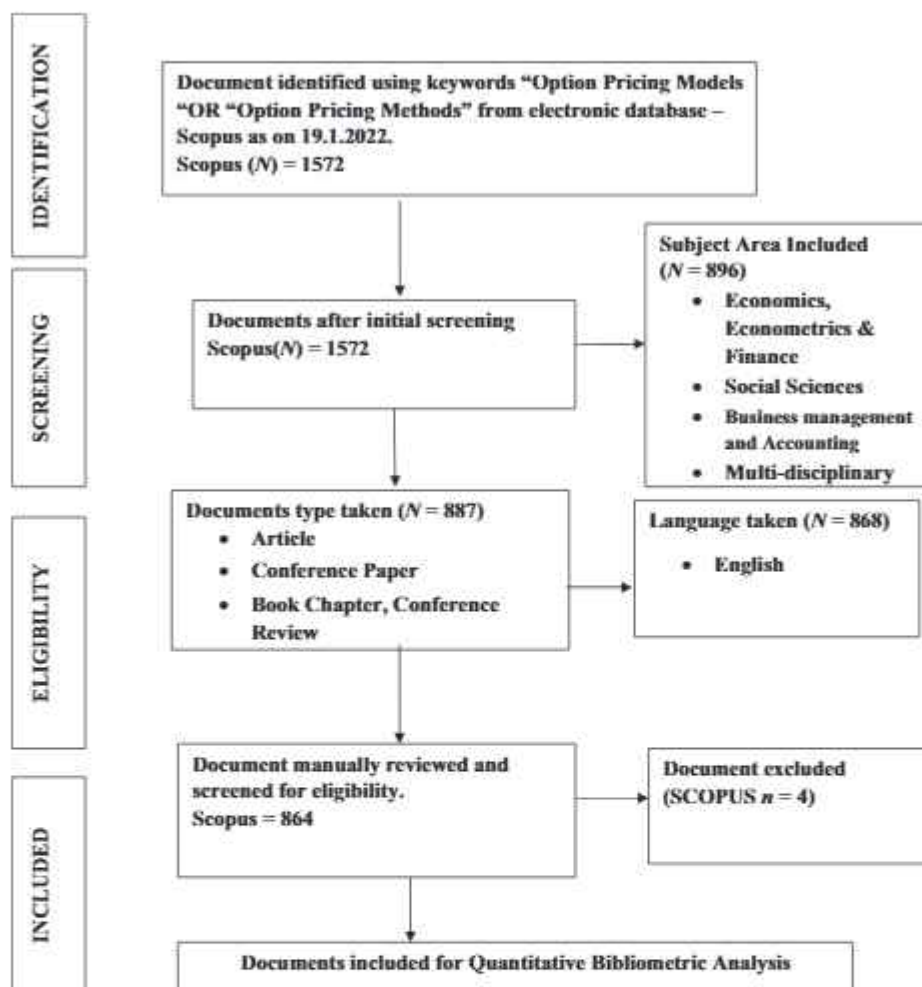 IDENTIFICATION
Document identified using keywords “Option Pricing Models
“OR “Option Pricing Methods” from electronic database –
Scopus as on 19.1.2022.
Scopus (N) = 1572
SCREENING
Documents after initial screening
Scopus(N) = 1572
Subject Area Included
(N = 896)
• Economics,
Econometrics &
Finance
• Social Sciences
• Business management
and Accounting
• Multi-disciplinary
ELIGIBILITY
Documents type taken (N = 887)
• Article
• Conference Paper
• Book Chapter, Conference
Review
Language taken (N = 868)
• English
INCLUDED
Document manually reviewed and
screened for eligibility.
Scopus = 864
Document excluded
(SCOPUS n = 4)
Documents included for Quantitative Bibliometric Analysis